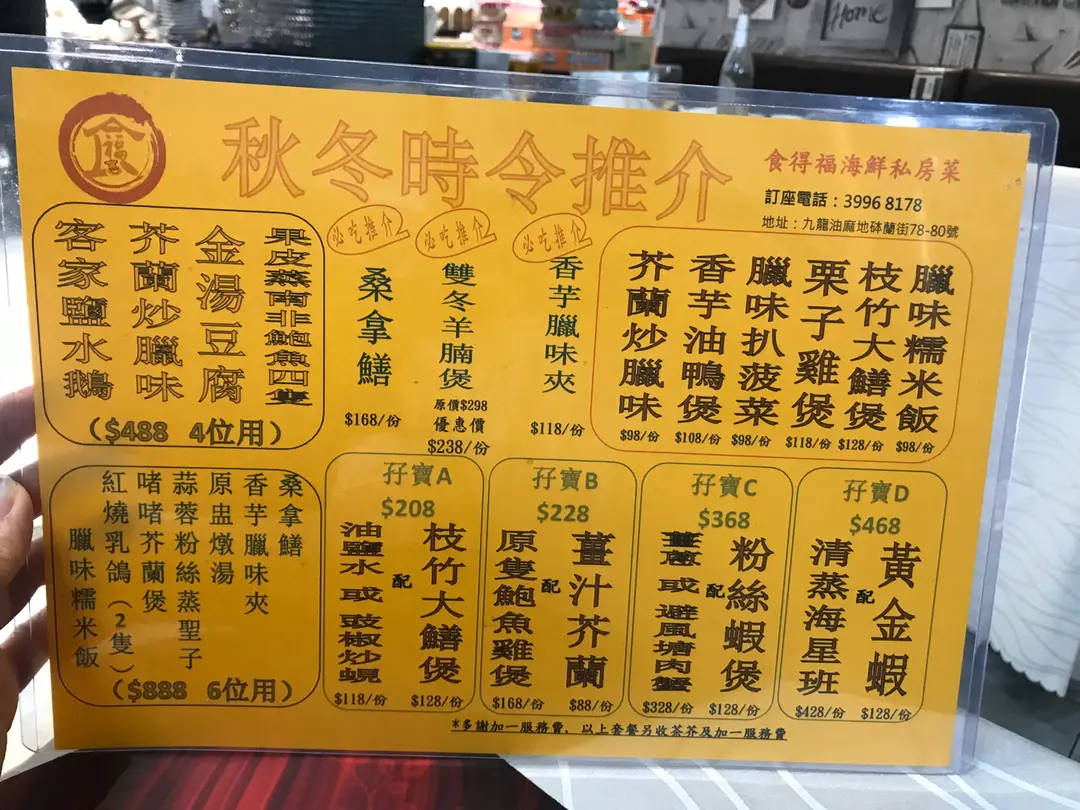 Home
食福
秋冬時令推介
食得福海鮮私房菜
訂座電話：3996 8178
地址：九龍油麻地砵蘭街78-80號
果皮蒸南非鮑魚四隻
金湯豆腐
芥蘭炒臘味
客家鹽水鵝
（$488 4位用）
必吃推介
桑拿鱔
$168/份
必吃推介
雙冬羊腩煲
原價$298
優惠價
$238/份
必吃推介
香芋臘味夾
$118/份
臘味糯米飯
$98/份
枝竹大鱔煲
$128/份
栗子雞煲
$118/份
臘味扒菠菜
$98/份
香芋油鴨煲
$108/份
芥蘭炒臘味
$98/份
桑拿鱔
香芋臘味夾
原盅燉湯
蒜蓉粉絲蒸聖子
啫啫芥蘭煲
紅燒乳鴿（2隻）
臘味糯米飯
（$888 6位用）
孖寶A
$208
枝竹大鱔煲
$128/份
配
油鹽水或豉椒炒蜆
$118/份
孖寶B
$228
薑汁芥蘭
$88/份
配
原隻鮑魚雞煲
$168/份
孖寶C
$368
粉絲蝦煲
$128/份
配
薑蔥或避風塘肉蟹
$328/份
孖寶D
$468
黃金蝦
$128/份
配
清蒸海星班
$428/份
*多謝加一服務費，以上套餐另收茶芥及加一服務費